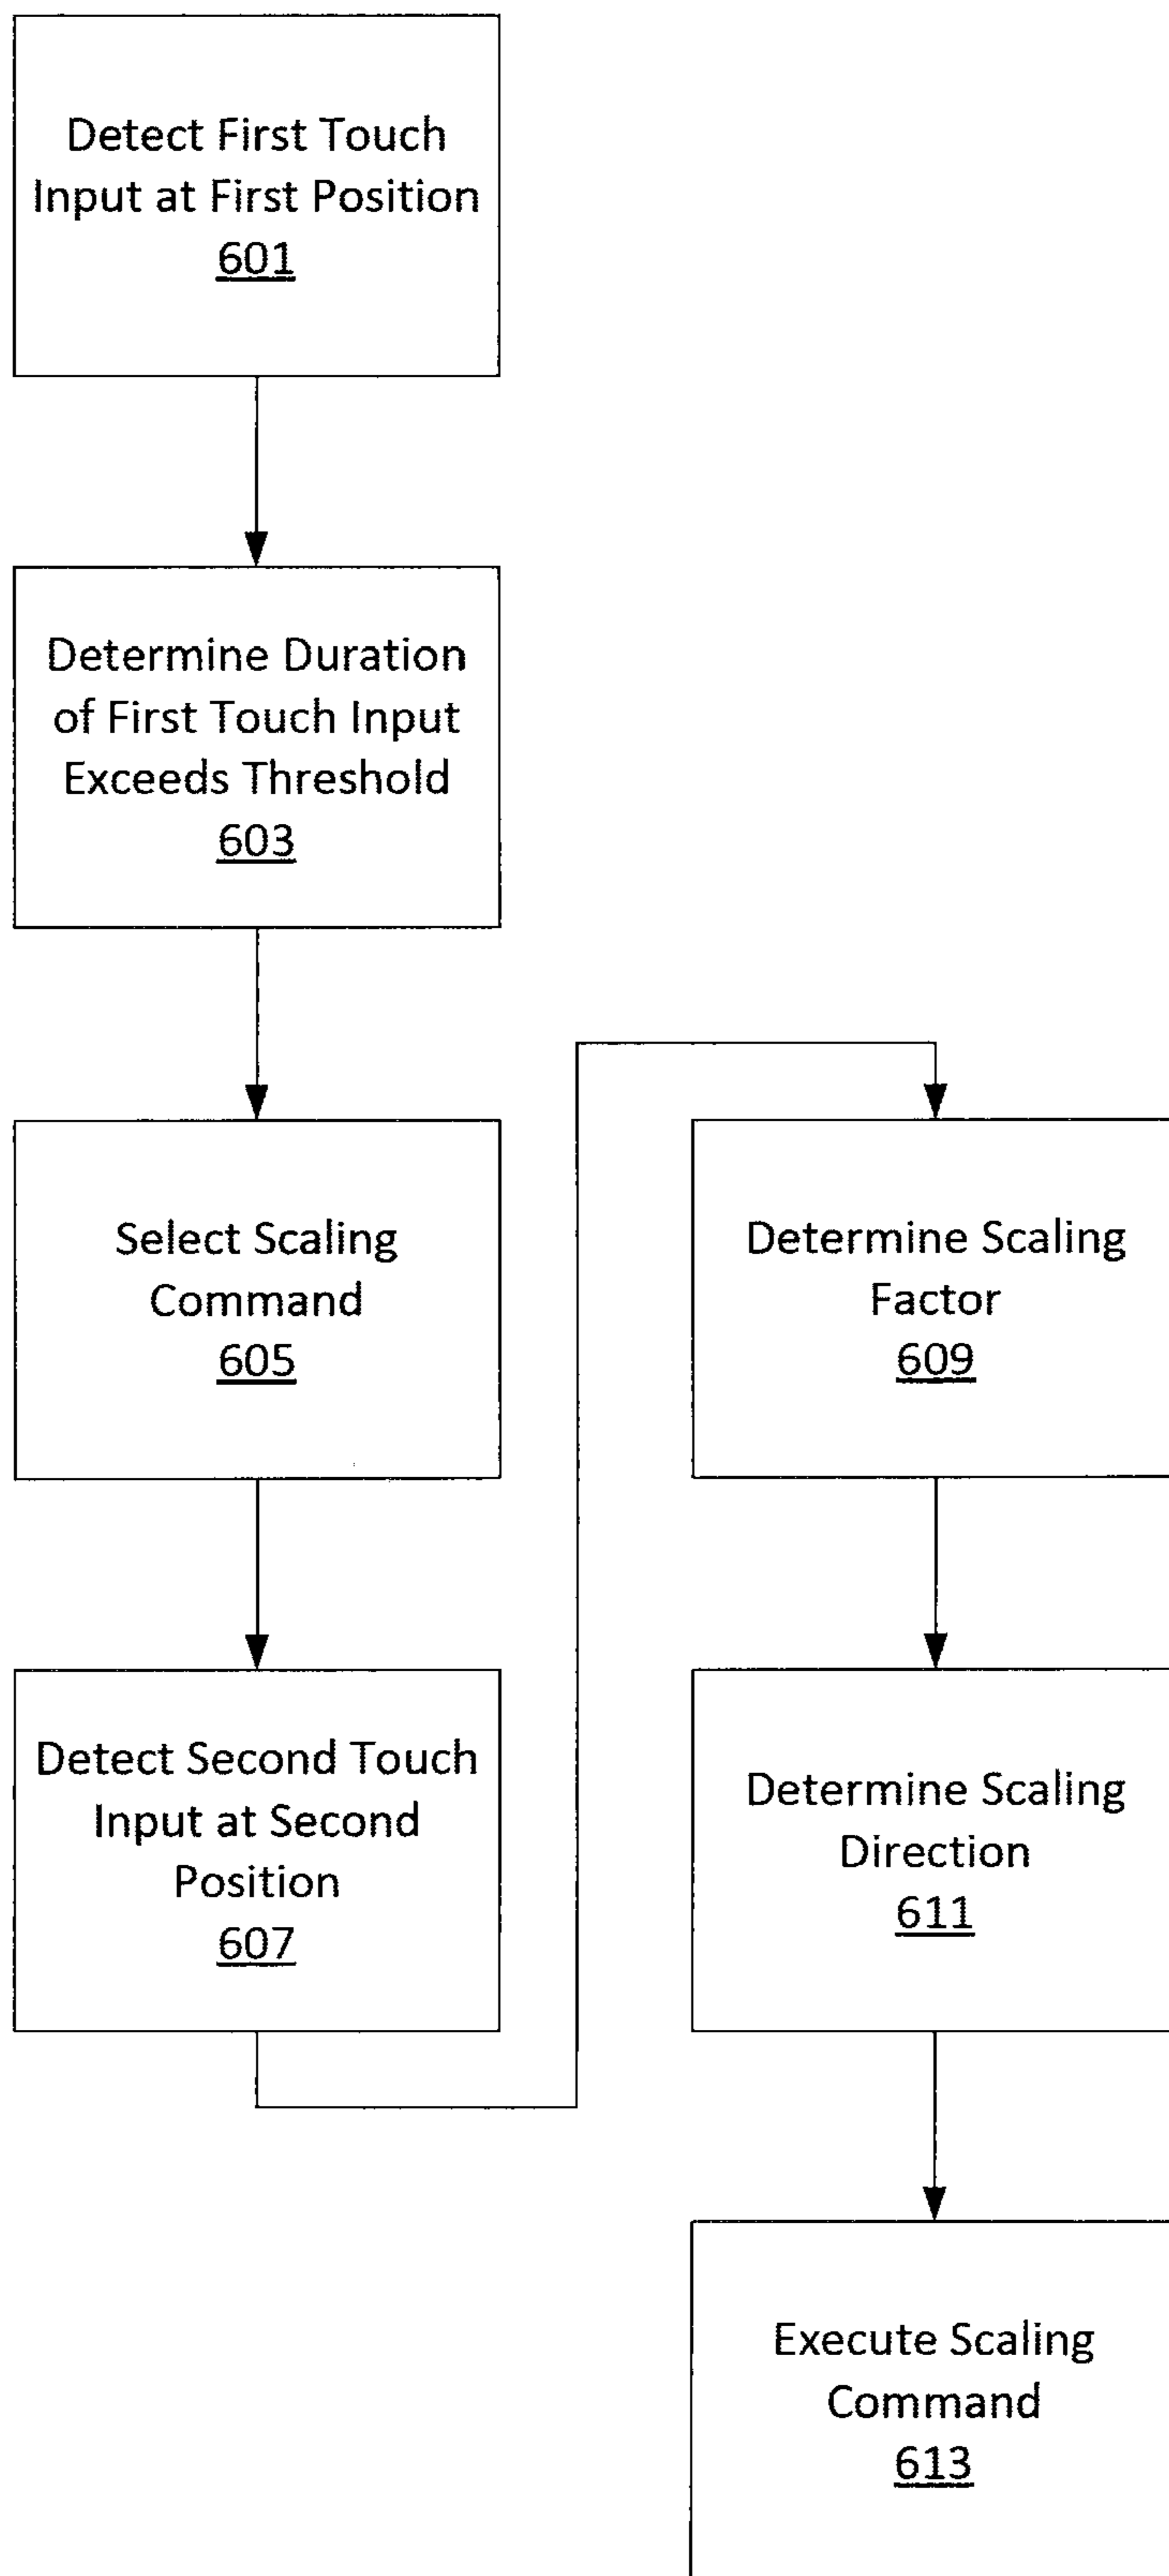 Detect First Touch
Input at First Position
601
Determine Duration
of First Touch Input
Exceeds Threshold
603
Select Scaling
Command
605
Detect Second Touch
Input at Second
Position
607
Determine Scaling
Factor
609
Determine Scaling
Direction
611
Execute Scaling
Command
613